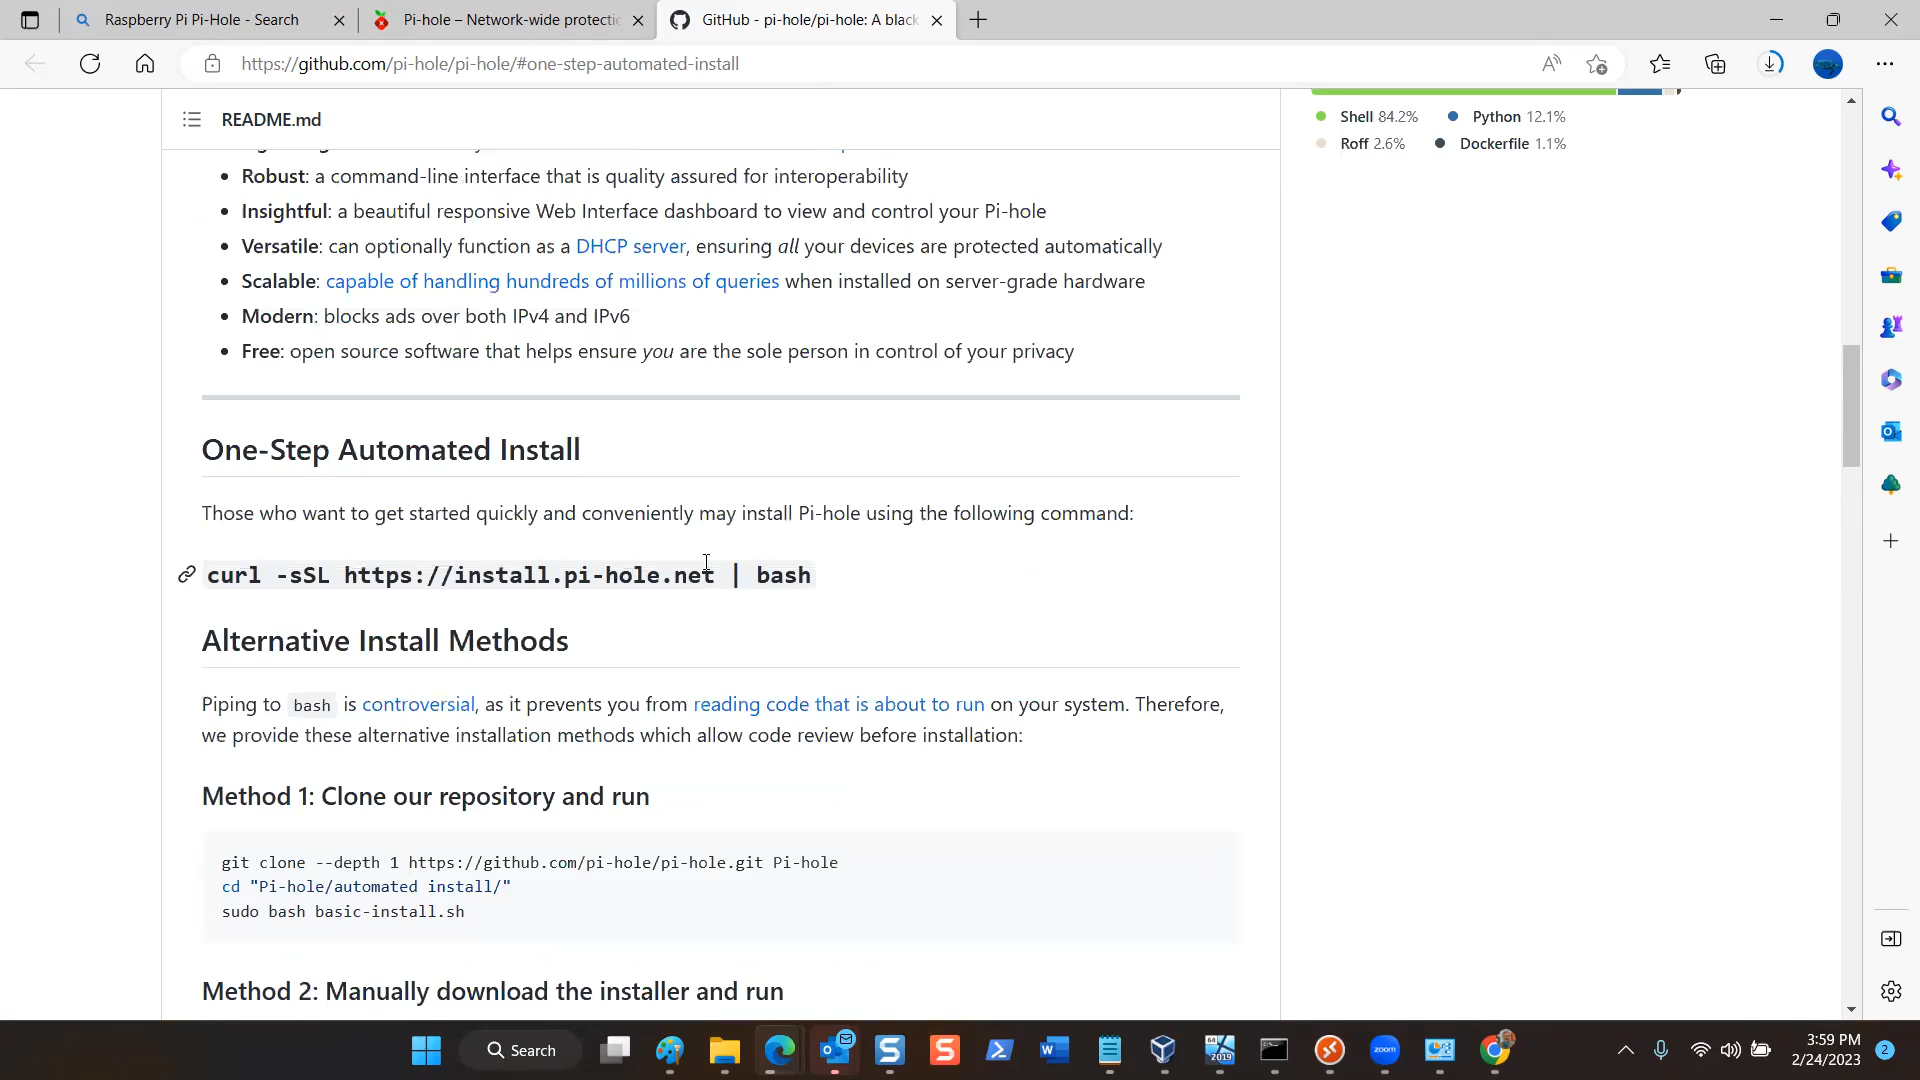 Raspberry Pi Pi-Hole - Search
Pi-hole – Network-wide protectic
GitHub - pi-hole/pi-hole: A black
https://github.com/pi-hole/pi-hole/#one-step-automated-install
README.md
Shell 84.2% Python 12.1%
Roff 2.6% Dockerfile 1.1%
Robust: a command-line interface that is quality assured for interoperability
Insightful: a beautiful responsive Web Interface dashboard to view and control your Pi-hole
Versatile: can optionally function as a DHCP server, ensuring all your devices are protected automatically
Scalable: capable of handling hundreds of millions of queries when installed on server-grade hardware
Modern: blocks ads over both IPv4 and IPv6
Free: open source software that helps ensure you are the sole person in control of your privacy
One-Step Automated Install
Those who want to get started quickly and conveniently may install Pi-hole using the following command:
curl -sSL https://install.pi-hole.net | bash
Alternative Install Methods
Piping to bash is controversial, as it prevents you from reading code that is about to run on your system. Therefore,
we provide these alternative installation methods which allow code review before installation:
Method 1: Clone our repository and run
git clone --depth 1 https://github.com/pi-hole/pi-hole.git Pi-hole
cd "Pi-hole/automated install/"
sudo bash basic-install.sh
Method 2: Manually download the installer and run
Search
zoom
64
2019
3:59 PM
2/24/2023
2